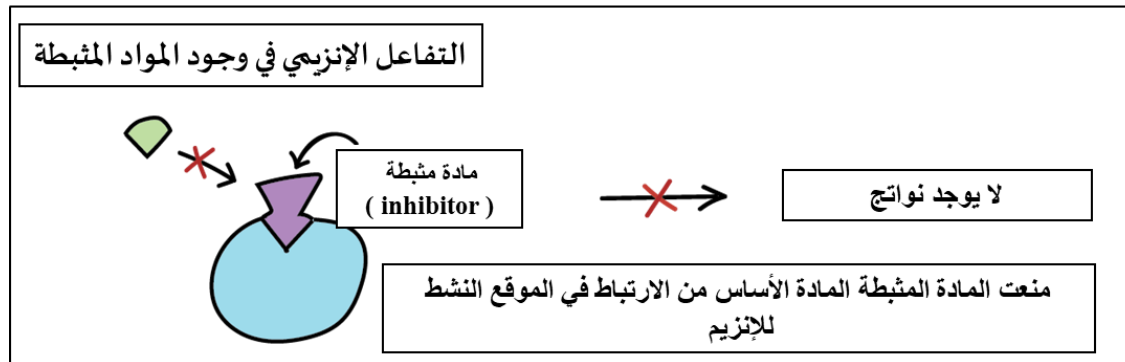 التفاعل الإنزيمي في وجود المواد المثبطة
مادة مثبطة
( inhibitor )
لا يوجد نواتج
منعت المادة المثبطة المادة الأساس من الارتباط في الموقع النشط
للإنزيم